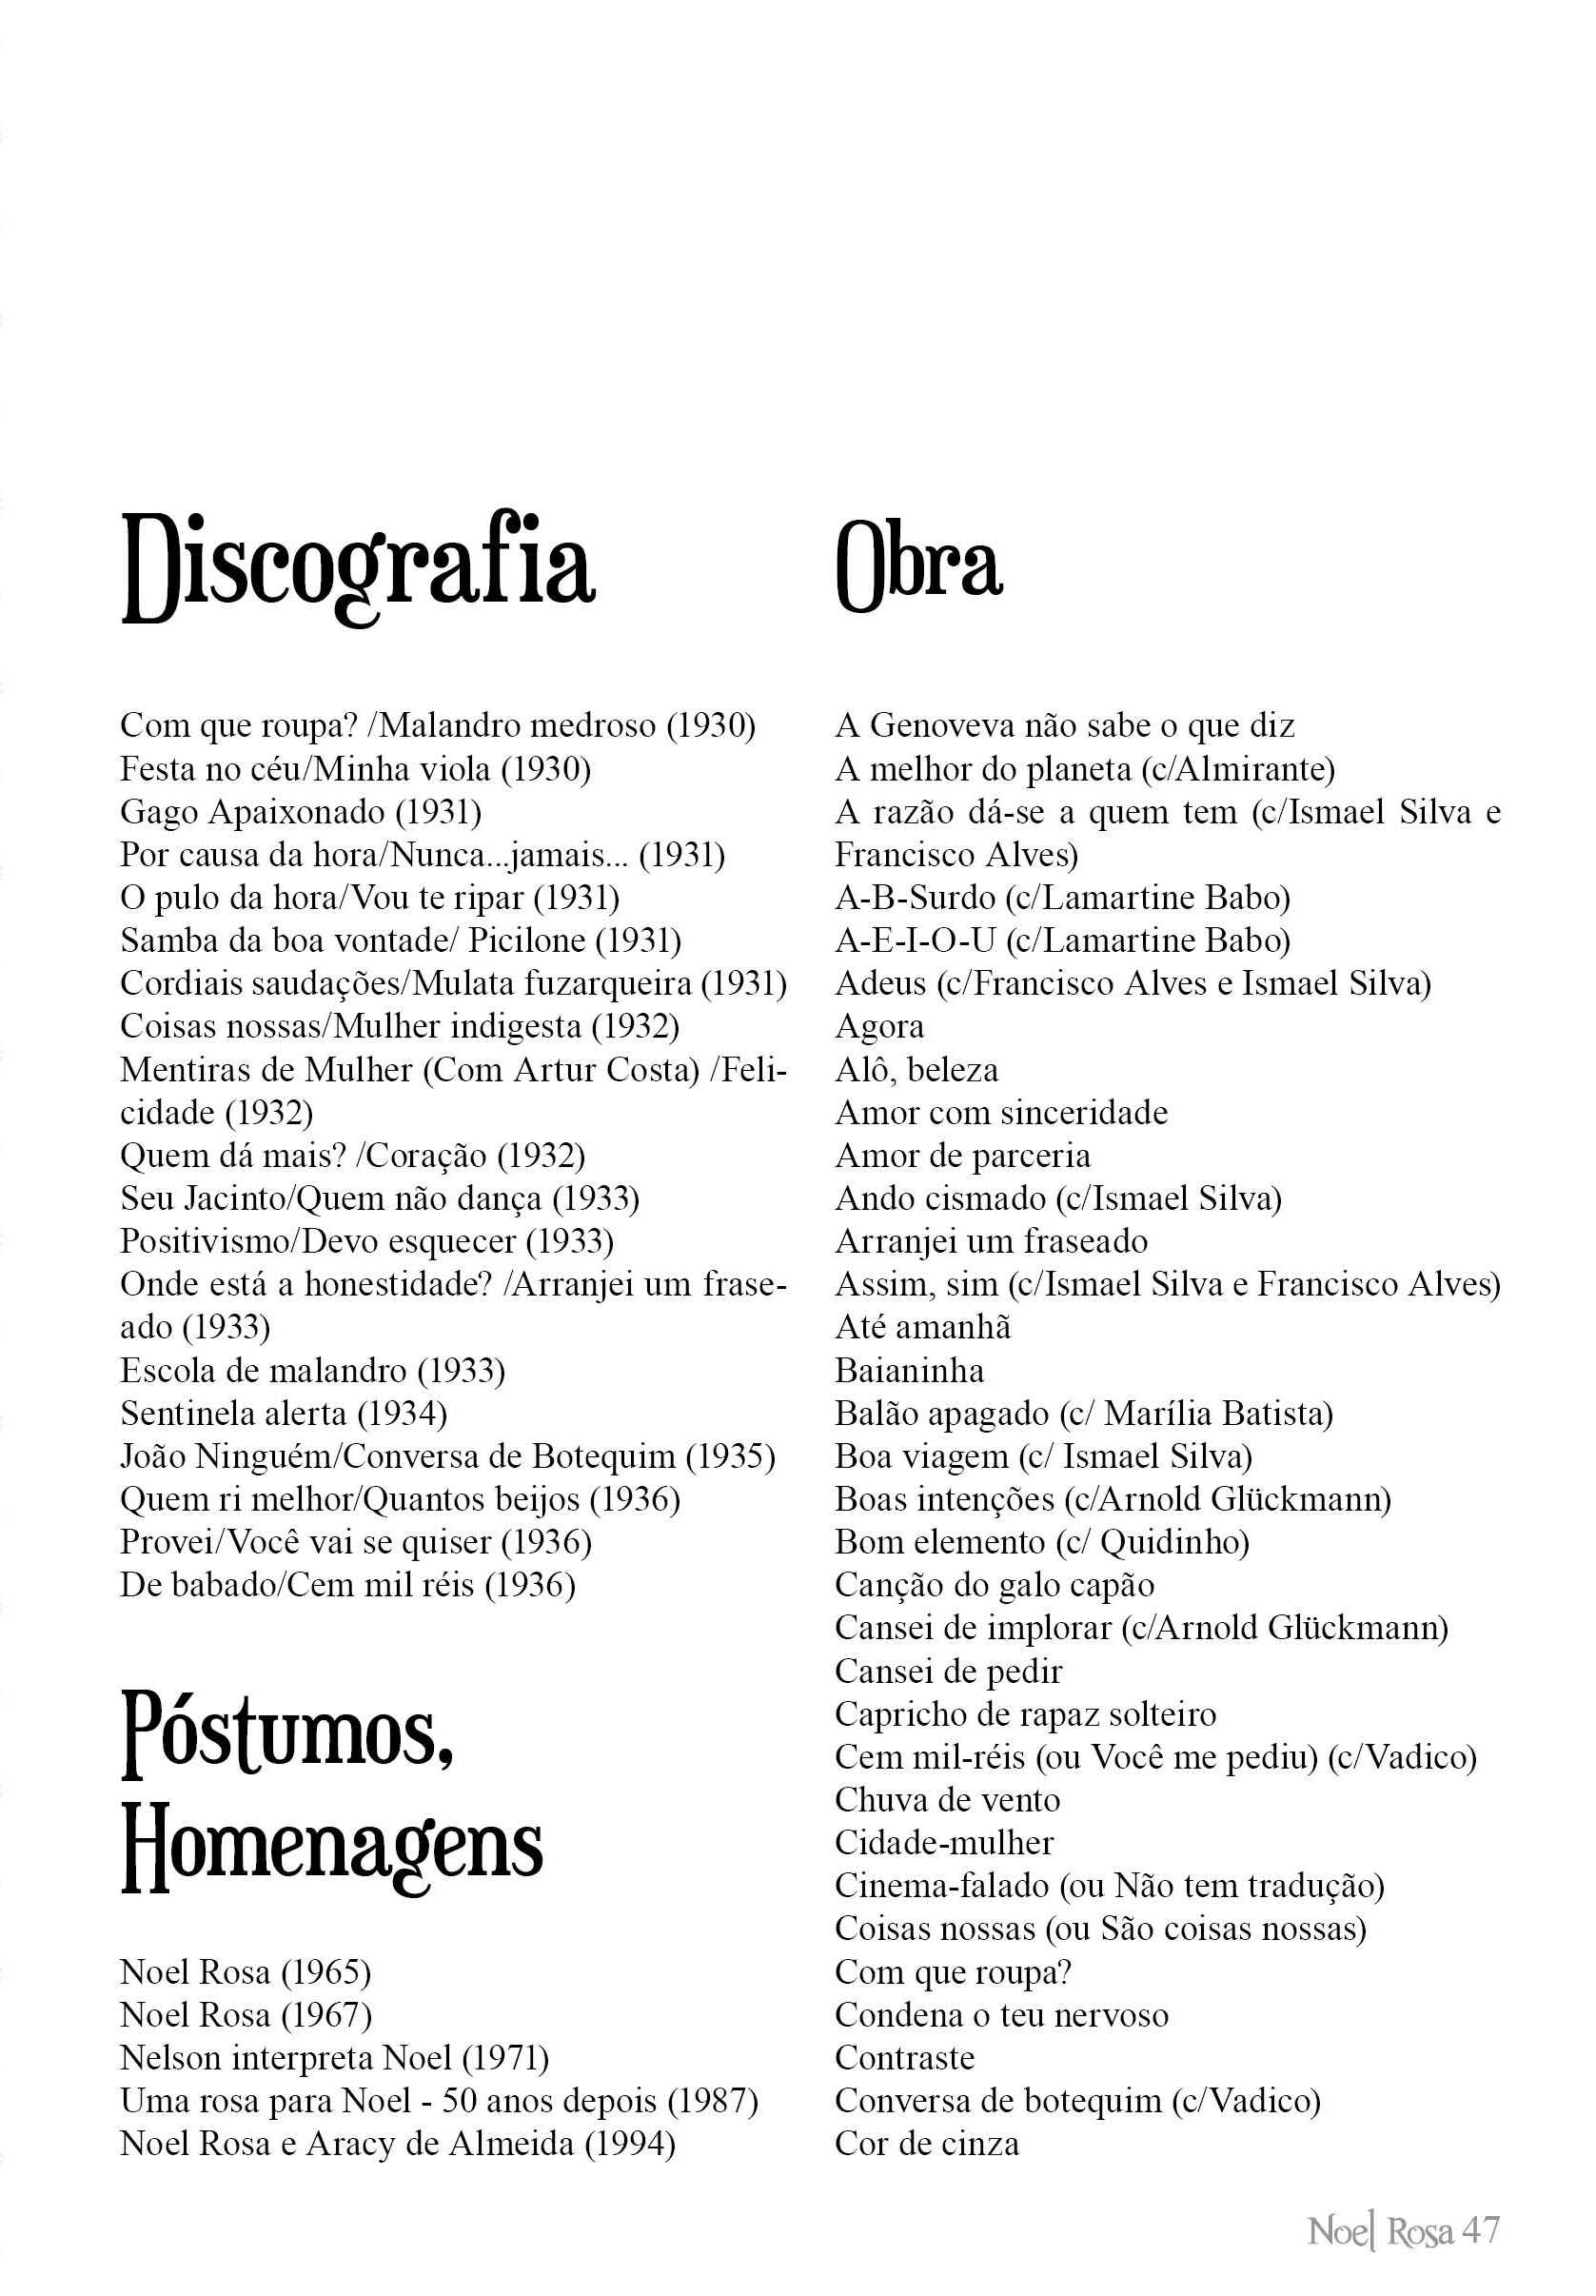 Discografia
Com que roupa? /Malandro medroso (1930)
Festa no céu/Minha viola (1930)
Gago Apaixonado (1931)
Por causa da hora/Nunca...jamais... (1931)
O pulo da hora/Vou te ripar (1931)
Samba da boa vontade/ Picilone (1931)
Cordiais saudações/Mulata fuzarqueira (1931)
Coisas nossas/Mulher indigesta (1932)
Mentiras de Mulher (Com Artur Costa) /Feli-
cidade (1932)
Quem dá mais? /Coração (1932)
Seu Jacinto/Quem não dança (1933)
Positivismo/Devo esquecer (1933)
Onde está a honestidade? /Arranjei um frase-
ado (1933)
Escola de malandro (1933)
Sentinela alerta (1934)
João Ninguém/Conversa de Botequim (1935)
Quem ri melhor/Quantos beijos (1936)
Provei/Você vai se quiser (1936)
De babado/Cem mil réis (1936)
Póstumos,
Homenagens
Noel Rosa (1965)
Noel Rosa (1967)
Nelson interpreta Noel (1971)
Uma rosa para Noel - 50 anos depois (1987)
Noel Rosa e Aracy de Almeida (1994)
Obra
A Genoveva não sabe o que diz
A melhor do planeta (c/Almirante)
A razão dá-se a quem tem (c/Ismael Silva e
Francisco Alves)
A-B-Surdo (c/Lamartine Babo)
A-E-I-O-U (c/Lamartine Babo)
Adeus (c/Francisco Alves e Ismael Silva)
Agora
Alô, beleza
Amor com sinceridade
Amor de parceria
Ando cismado (c/Ismael Silva)
Arranjei um fraseado
Assim, sim (c/Ismael Silva e Francisco Alves)
Até amanhã
Baianinha
Balão apagado (c/ Marília Batista)
Boa viagem (c/ Ismael Silva)
Boas intenções (c/Arnold Glückmann)
Bom elemento (c/ Quidinho)
Canção do galo capão
Cansei de implorar (c/Arnold Glückmann)
Cansei de pedir
Capricho de rapaz solteiro
Cem mil-réis (ou Você me pediu) (c/Vadico)
Chuva de vento
Cidade-mulher
Cinema-falado (ou Não tem tradução)
Coisas nossas (ou São coisas nossas)
Com que roupa?
Condena o teu nervoso
Contraste
Conversa de botequim (c/Vadico)
Cor de cinza
Noel Rosa 47